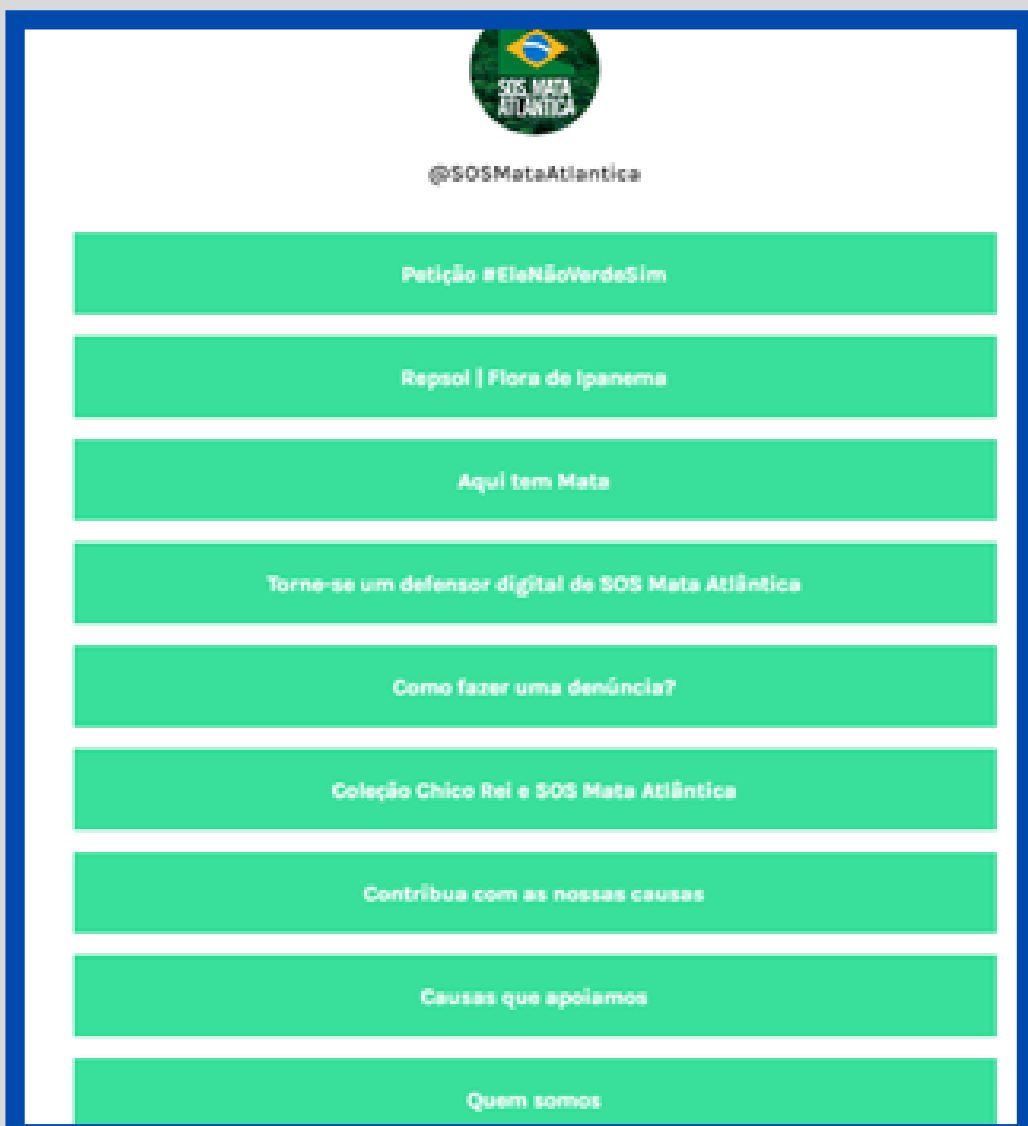 SOS MATA
ATLÂNTICA
@SOSMataAtlantica
Petição #EleNãoVerdeSim
Repsol | Flora de Ipanema
Aqui tem Mata
Torne-se um defensor digital de SOS Mata Atlântica
Como fazer uma denúncia?
Coleção Chico Rei e SOS Mata Atlântica
Contribua com as nossas causas
Causas que apoiamos
Quem somos